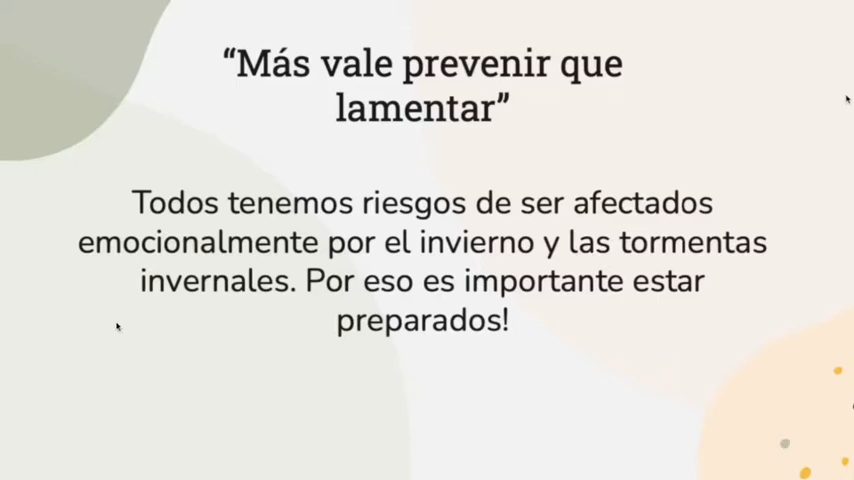 “Más vale prevenir que
lamentar”
Todos tenemos riesgos de ser afectados
emocionalmente por el invierno y las tormentas
invernales. Por eso es importante estar
preparados!